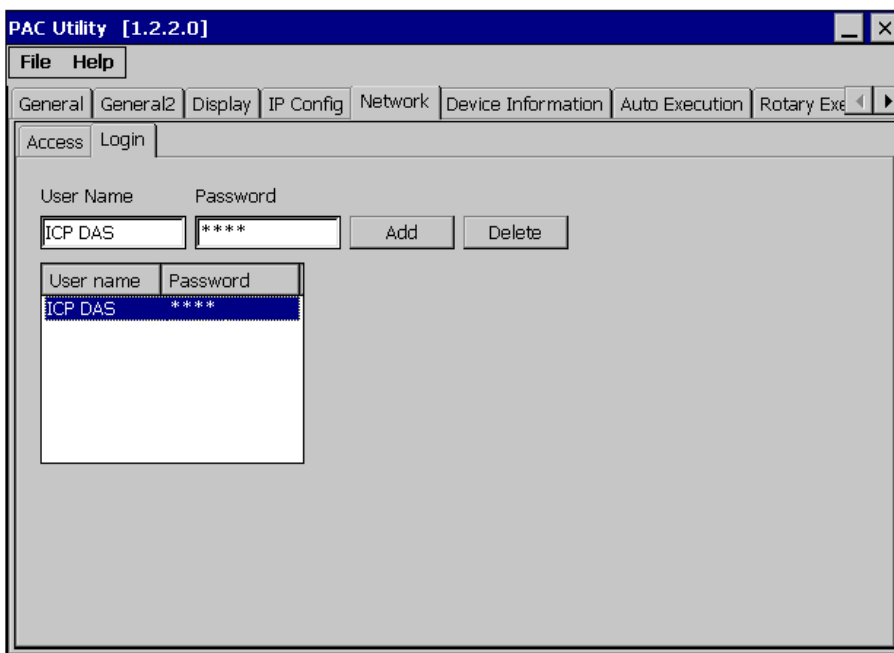 PAC Utility [1.2.2.0]
File Help
General General2 Display IP Config Network Device Information Auto Execution Rotary Exe
Access Login
User Name Password
ICP DAS **** Add Delete
User name Password
ICP DAS ****